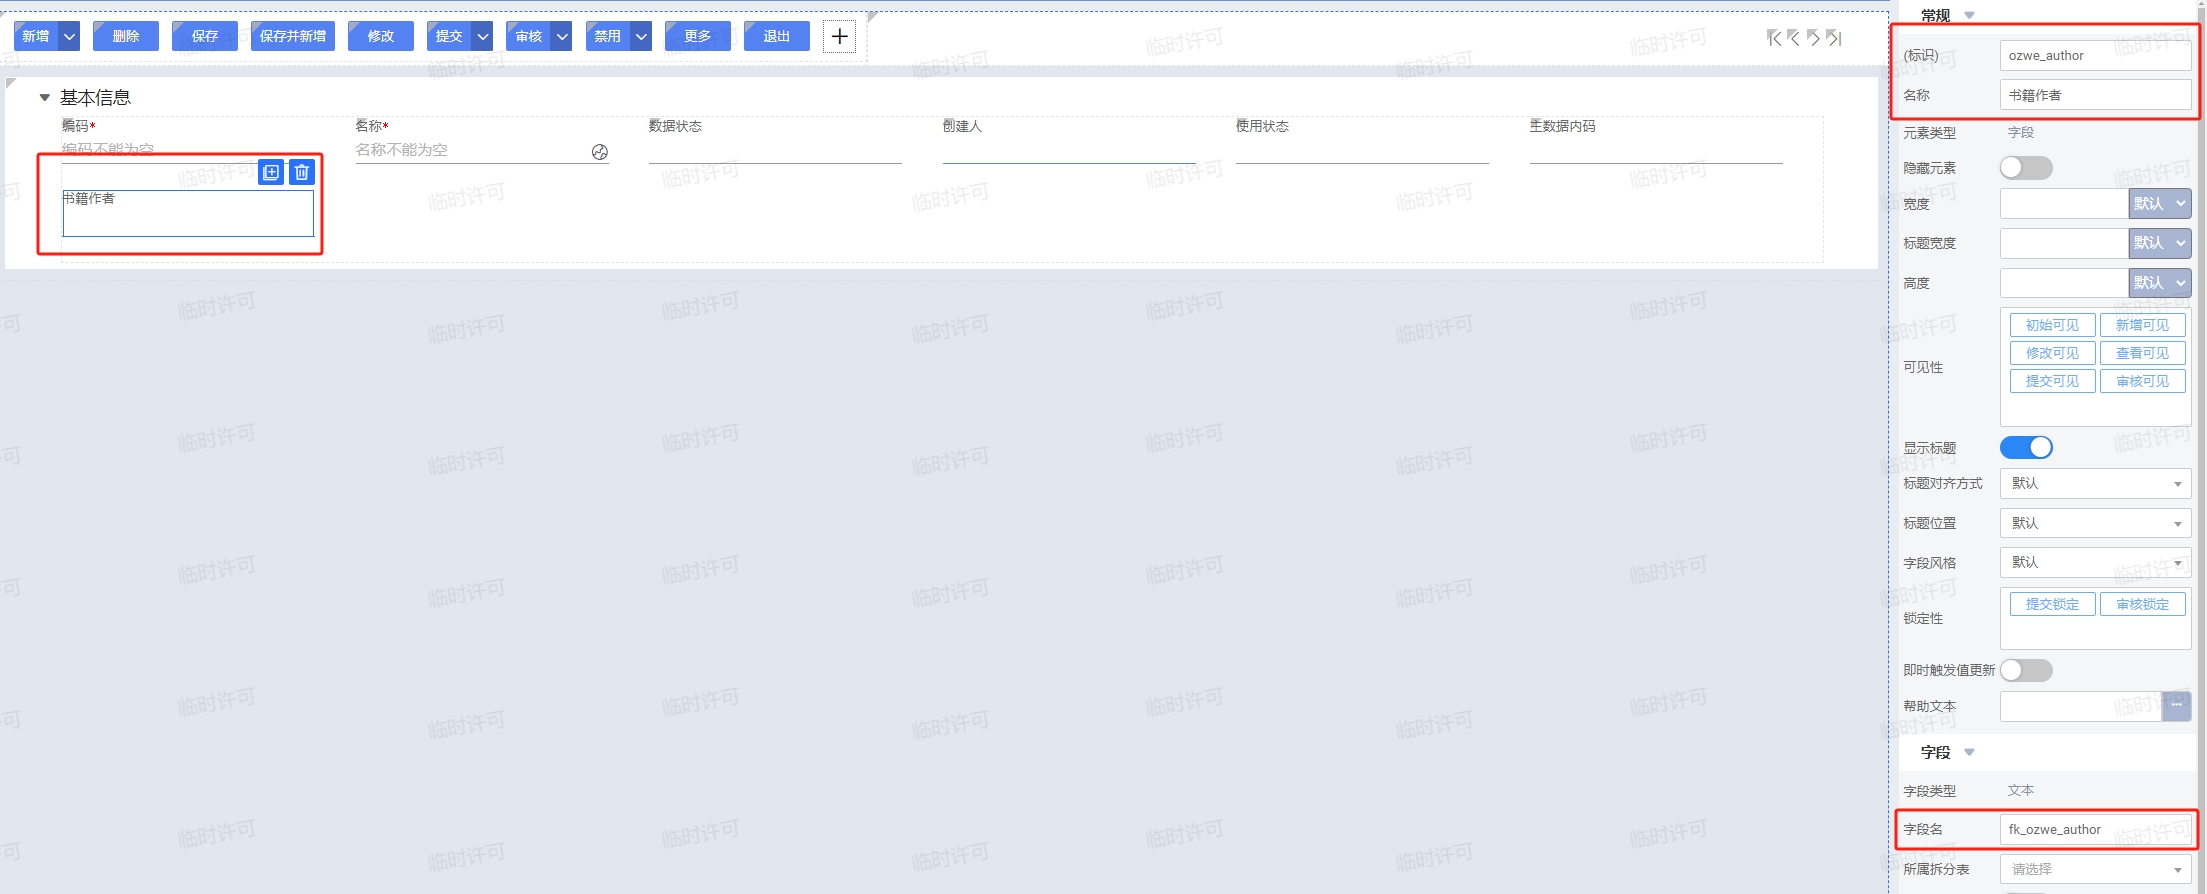 新增 删除 保存 保存并新增 修改 提交 审核 禁用 更多 退出
基本信息
编码* 名称* 数据状态 创建人 使用状态 主数据内码
编码不能为空 名称不能为空
书籍作者
常规
(标识) ozwe_author
名称 书籍作者
元素类型 字段
隐藏元素
宽度 默认
标题宽度 默认
高度 默认
可见性
初始可见 新增可见
修改可见 查看可见
提交可见 审核可见
显示标题
标题对齐方式 默认
标题位置 默认
字段风格 默认
锁定性
提交锁定 审核锁定
即时触发值更新
帮助文本
字段
字段类型 文本
字段名 fk_ozwe_author
所属拆分表 请选择
临时许可